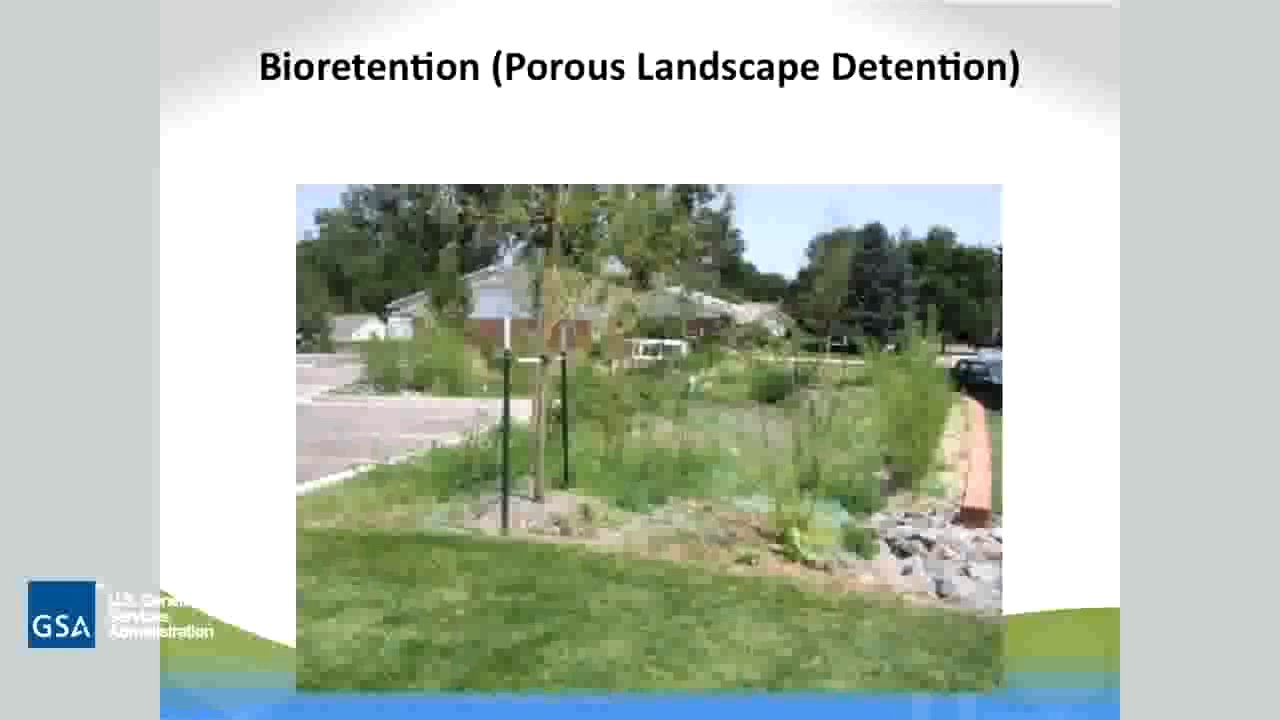 Bioretention (Porous Landscape Detention)
GSA
U.S. General
Services
Administration